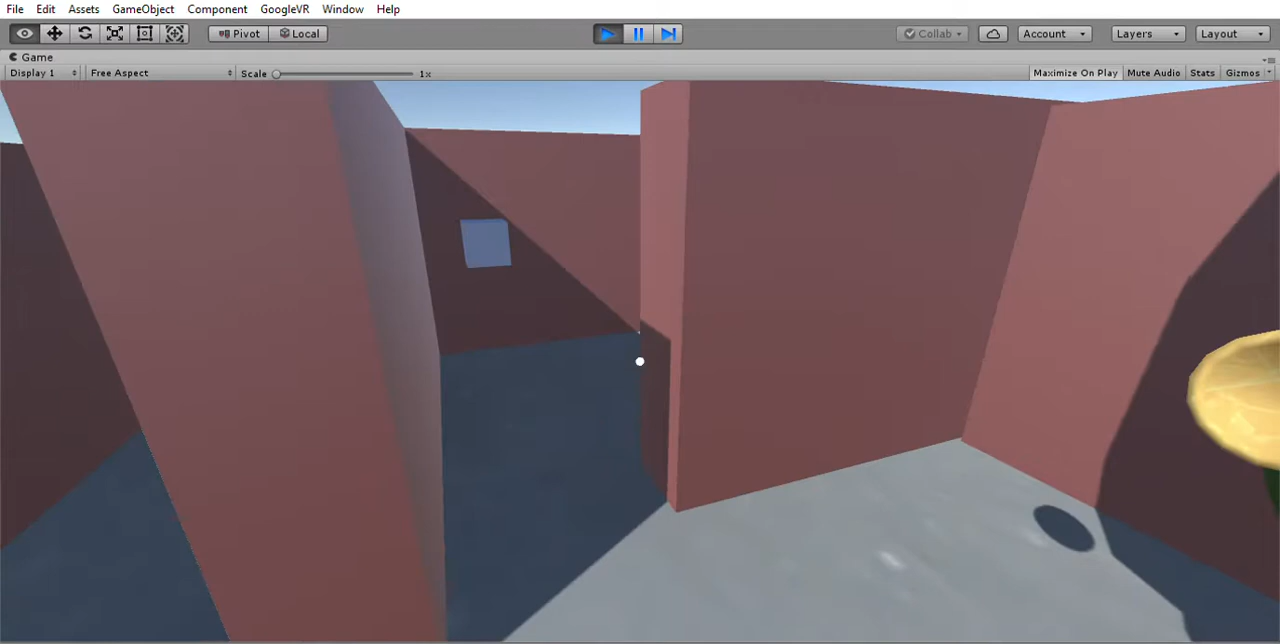 File Edit Assets GameObject Component GoogleVR Window Help
Pivot Local Collab Account Layers Layout
Game
Display 1 Free Aspect Scale 1x Maximize On Play Mute Audio Stats Gizmos